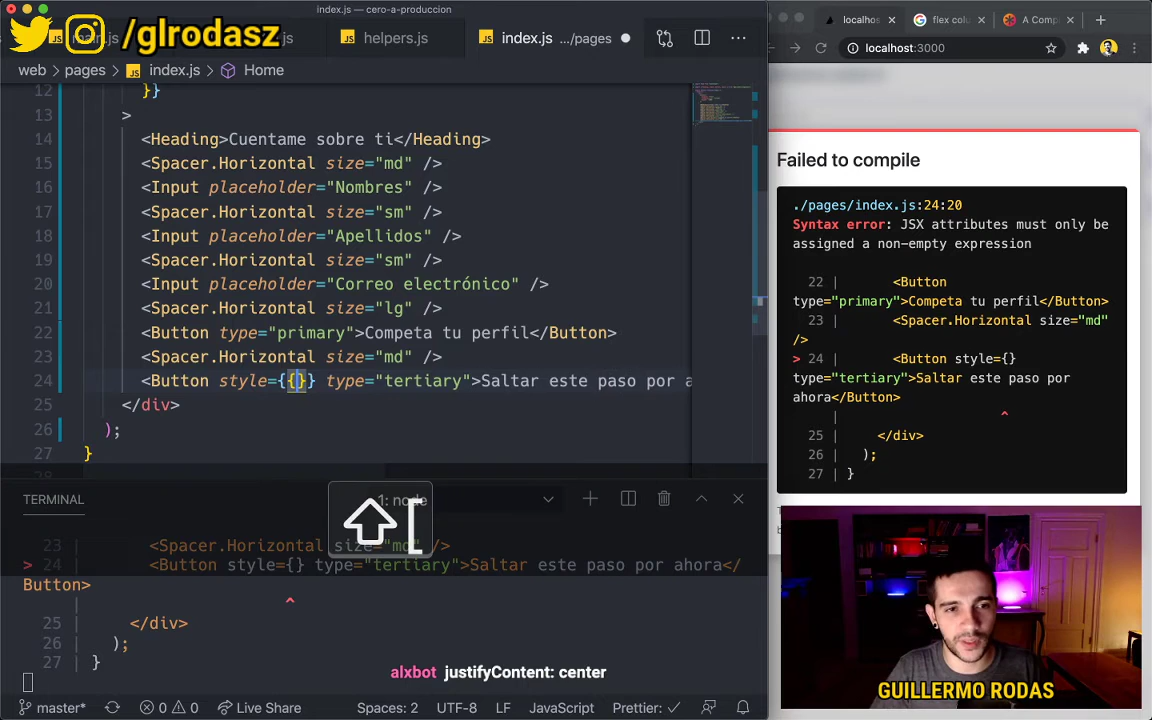 index.js — cero-a-produccion
/glrodasz
helpers.js
index.js .../pages
web > pages > index.js > Home
12 }}
13 >
14 <Heading>Cuentame sobre ti</Heading>
15 <Spacer.Horizontal size="md" />
16 <Input placeholder="Nombres" />
17 <Spacer.Horizontal size="sm" />
18 <Input placeholder="Apellidos" />
19 <Spacer.Horizontal size="sm" />
20 <Input placeholder="Correo electrónico" />
21 <Spacer.Horizontal size="lg" />
22 <Button type="primary">Competa tu perfil</Button>
23 <Spacer.Horizontal size="md" />
24 <Button style={{}} type="tertiary">Saltar este paso por a
25 </div>
26 );
27 }
TERMINAL
1: node
[
23 | <Spacer.Horizontal size="md" />
> 24 | <Button style={} type="tertiary">Saltar este paso por ahora</
Button>
| ^
25 | </div>
26 | );
27 | }
alxbot justifyContent: center
master*
0 0
Live Share
Spaces: 2
UTF-8
LF
JavaScript
Prettier: ✓
localhos
flex colu
A Compa
localhost:3000
Failed to compile
./pages/index.js:24:20
Syntax error: JSX attributes must only be
assigned a non-empty expression
22 | <Button
type="primary">Competa tu perfil</Button>
23 | <Spacer.Horizontal size="md"
/>
> 24 | <Button style={}
type="tertiary">Saltar este paso por
ahora</Button>
| ^
25 | </div>
26 | );
27 | }
GUILLERMO RODAS